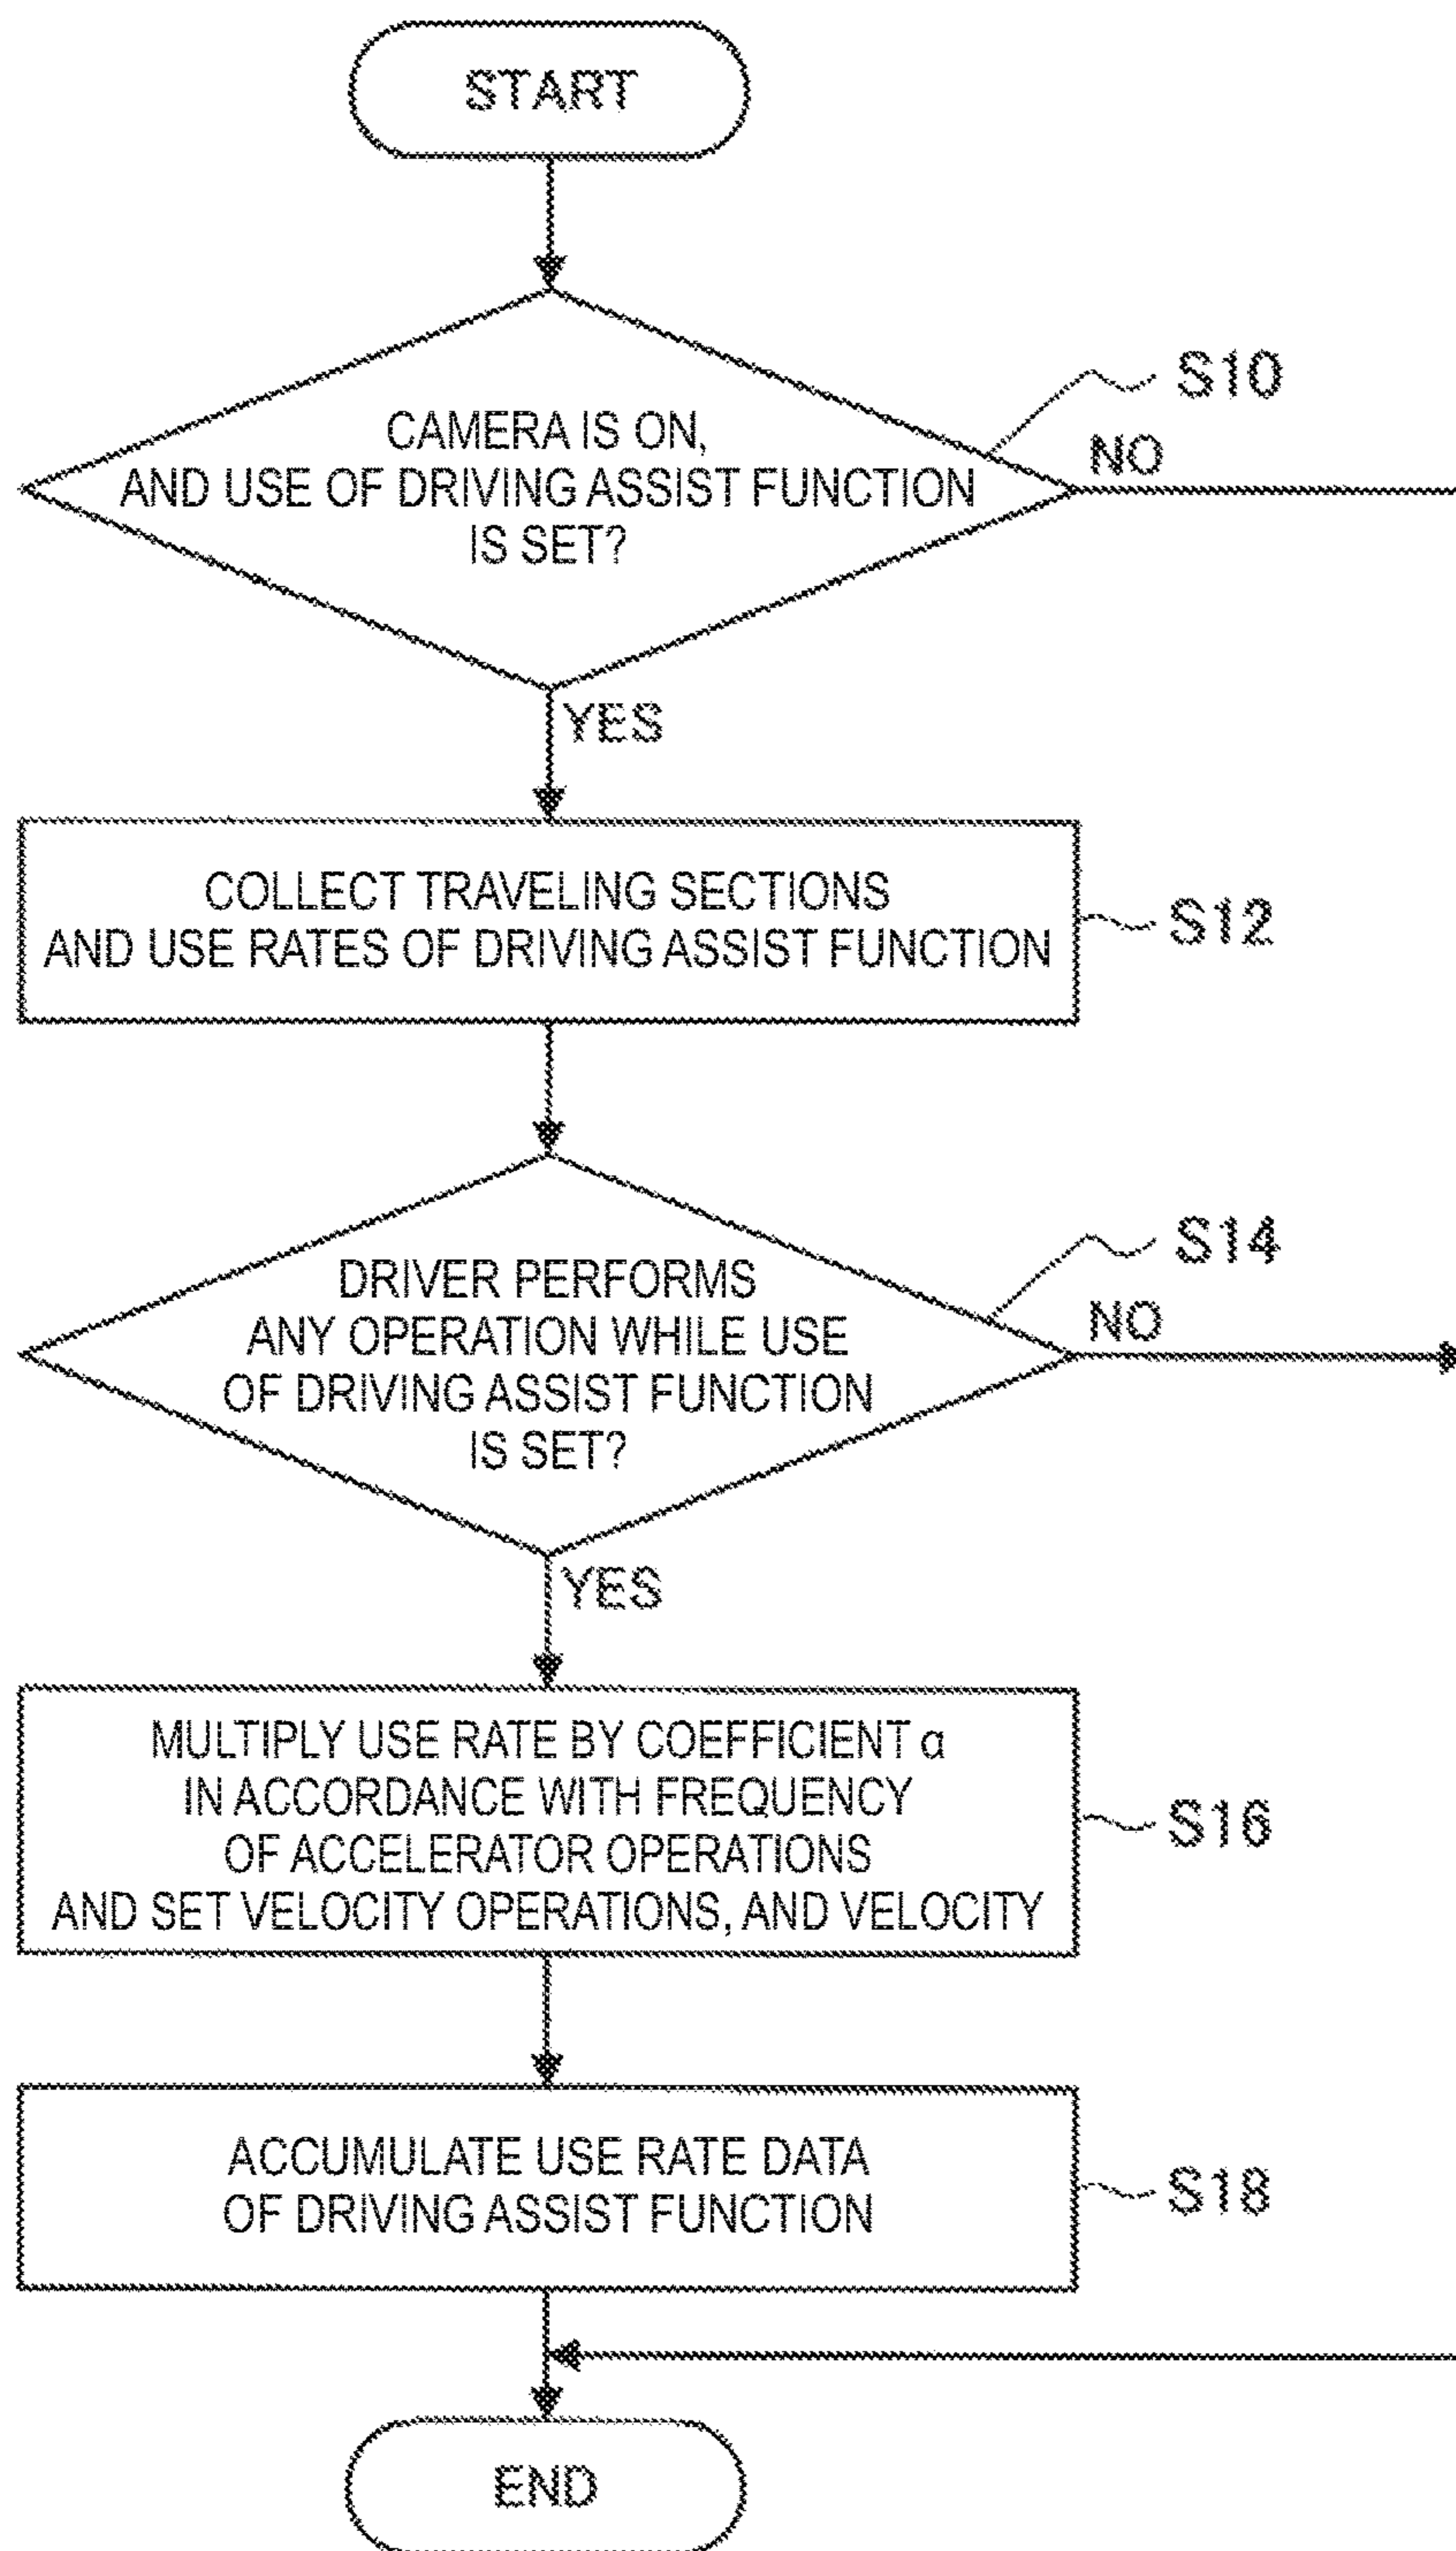 START
S10
CAMERA IS ON,
AND USE OF DRIVING ASSIST FUNCTION
IS SET?
NO
YES
COLLECT TRAVELING SECTIONS
AND USE RATES OF DRIVING ASSIST FUNCTION
S12
S14
DRIVER PERFORMS
ANY OPERATION WHILE USE
OF DRIVING ASSIST FUNCTION
IS SET?
NO
YES
MULTIPLY USE RATE BY COEFFICIENT α
IN ACCORDANCE WITH FREQUENCY
OF ACCELERATOR OPERATIONS
AND SET VELOCITY OPERATIONS, AND VELOCITY
S16
ACCUMULATE USE RATE DATA
OF DRIVING ASSIST FUNCTION
S18
END